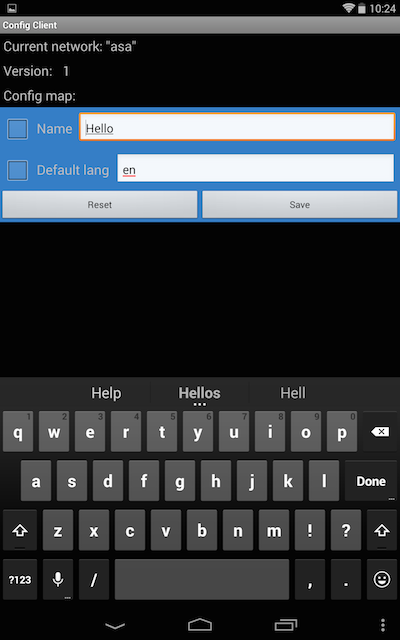 10:24
Config Client
Current network: "asa"
Version: 1
Config map:
Name Hello
Default lang en
Reset Save
Help Hellos Hell
1 2 3 4 5 6 7 8 9 0
q w e r t y u i o p
a s d f g h j k l Done
z x c v b n m ! ?
?123 / , .